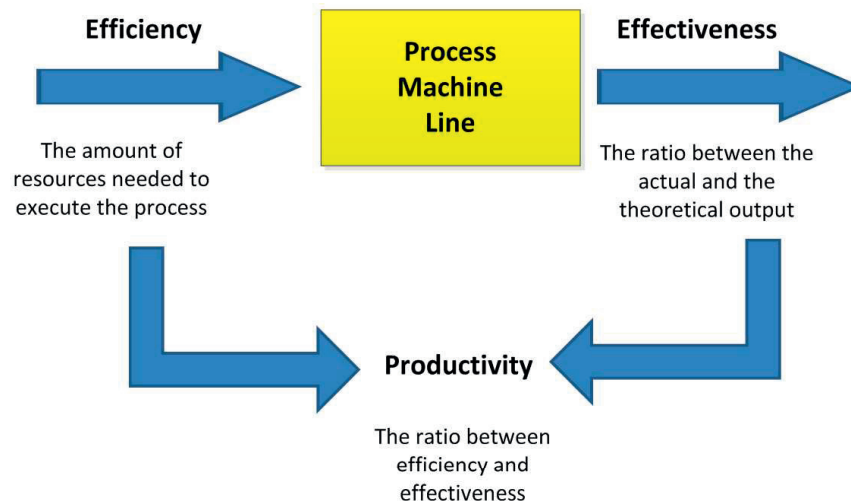 Efficiency
Process
Machine
Line
Effectiveness
The amount of
resources needed to
execute the process
The ratio between the
actual and the
theoretical output
Productivity
The ratio between
efficiency and
effectiveness